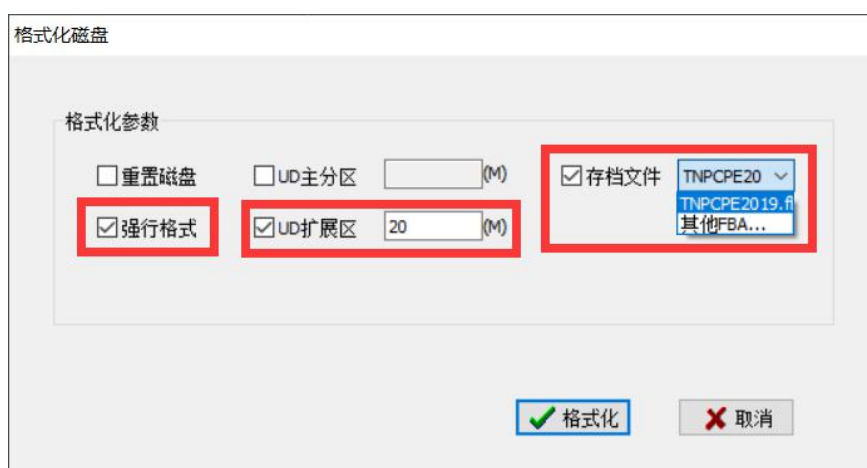 格式化磁盘
格式化参数
重置磁盘 UD主分区 (M) 存档文件 TNPCPE20
TNPCPE2019.f
强行格式 UD扩展区 20 (M) 其他FBA...
格式化 取消